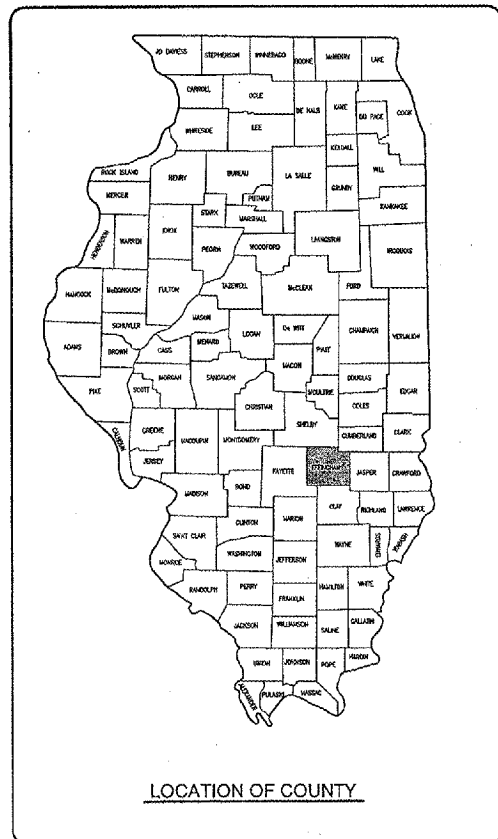 JO DAVIESS STEPHENSON WINNEBAGO BOONE McHENRY LAKE
CARROLL OGLE DE KALB KANE COOK
DU PAGE
WHITESIDE LEE
KENDALL WILL
ROCK ISLAND HENRY BUREAU LA SALLE GRUNDY
MERCER PUTNAM KANKAKEE
STARK MARSHALL
HENDERSON WARREN KNOX PEORIA WOODFORD LIVINGSTON IROQUOIS
HANCOCK McDONOUGH FULTON TAZEWELL McCLEAN FORD
MASON
SCHUYLER LOGAN De WITT CHAMPAIGN VERMILION
ADAMS BROWN CASS MENARD MACON PIATT
PIKE SCOTT MORGAN SANGAMON MOULTRIE DOUGLAS EDGAR
CHRISTIAN COLES
CALHOUN GREENE MACOUPIN MONTGOMERY SHELBY CUMBERLAND CLARK
JERSEY FAYETTE EFFINGHAM JASPER CRAWFORD
MADISON BOND CLAY RICHLAND LAWRENCE
CLINTON MARION WAYNE EDWARDS WABASH
SAINT CLAIR WASHINGTON JEFFERSON
MONROE
RANDOLPH PERRY FRANKLIN HAMILTON WHITE
JACKSON WILLIAMSON SALINE GALLATIN
UNION JOHNSON POPE HARDIN
ALEXANDER PULASKI MASSAC
LOCATION OF COUNTY